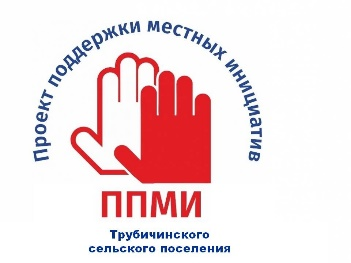 Проект поддержки местных инициатив
ППМИ
Трубичинского
сельского поселения